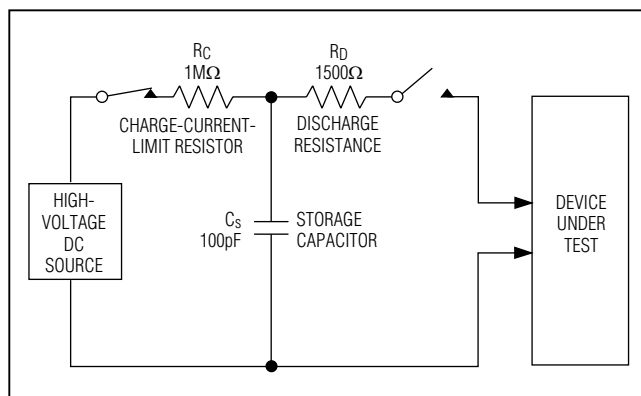 RC
1MΩ
CHARGE-CURRENT-
LIMIT RESISTOR
RD
1500Ω
DISCHARGE
RESISTANCE
HIGH-
VOLTAGE
DC
SOURCE
CS
100pF
STORAGE
CAPACITOR
DEVICE
UNDER
TEST